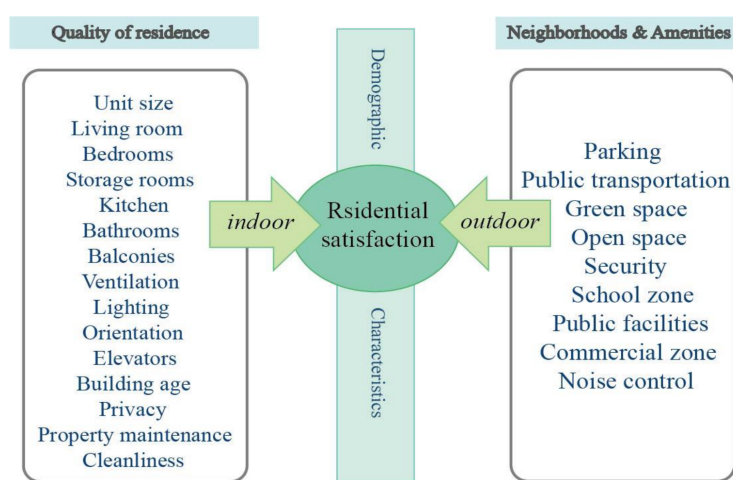 Quality of residence
Unit size
Living room
Bedrooms
Storage rooms
Kitchen
Bathrooms
Balconies
Ventilation
Lighting
Orientation
Elevators
Building age
Privacy
Property maintenance
Cleanliness
indoor
Demographic
Rsidential
satisfaction
Characteristics
outdoor
Neighborhoods & Amenities
Parking
Public transportation
Green space
Open space
Security
School zone
Public facilities
Commercial zone
Noise control